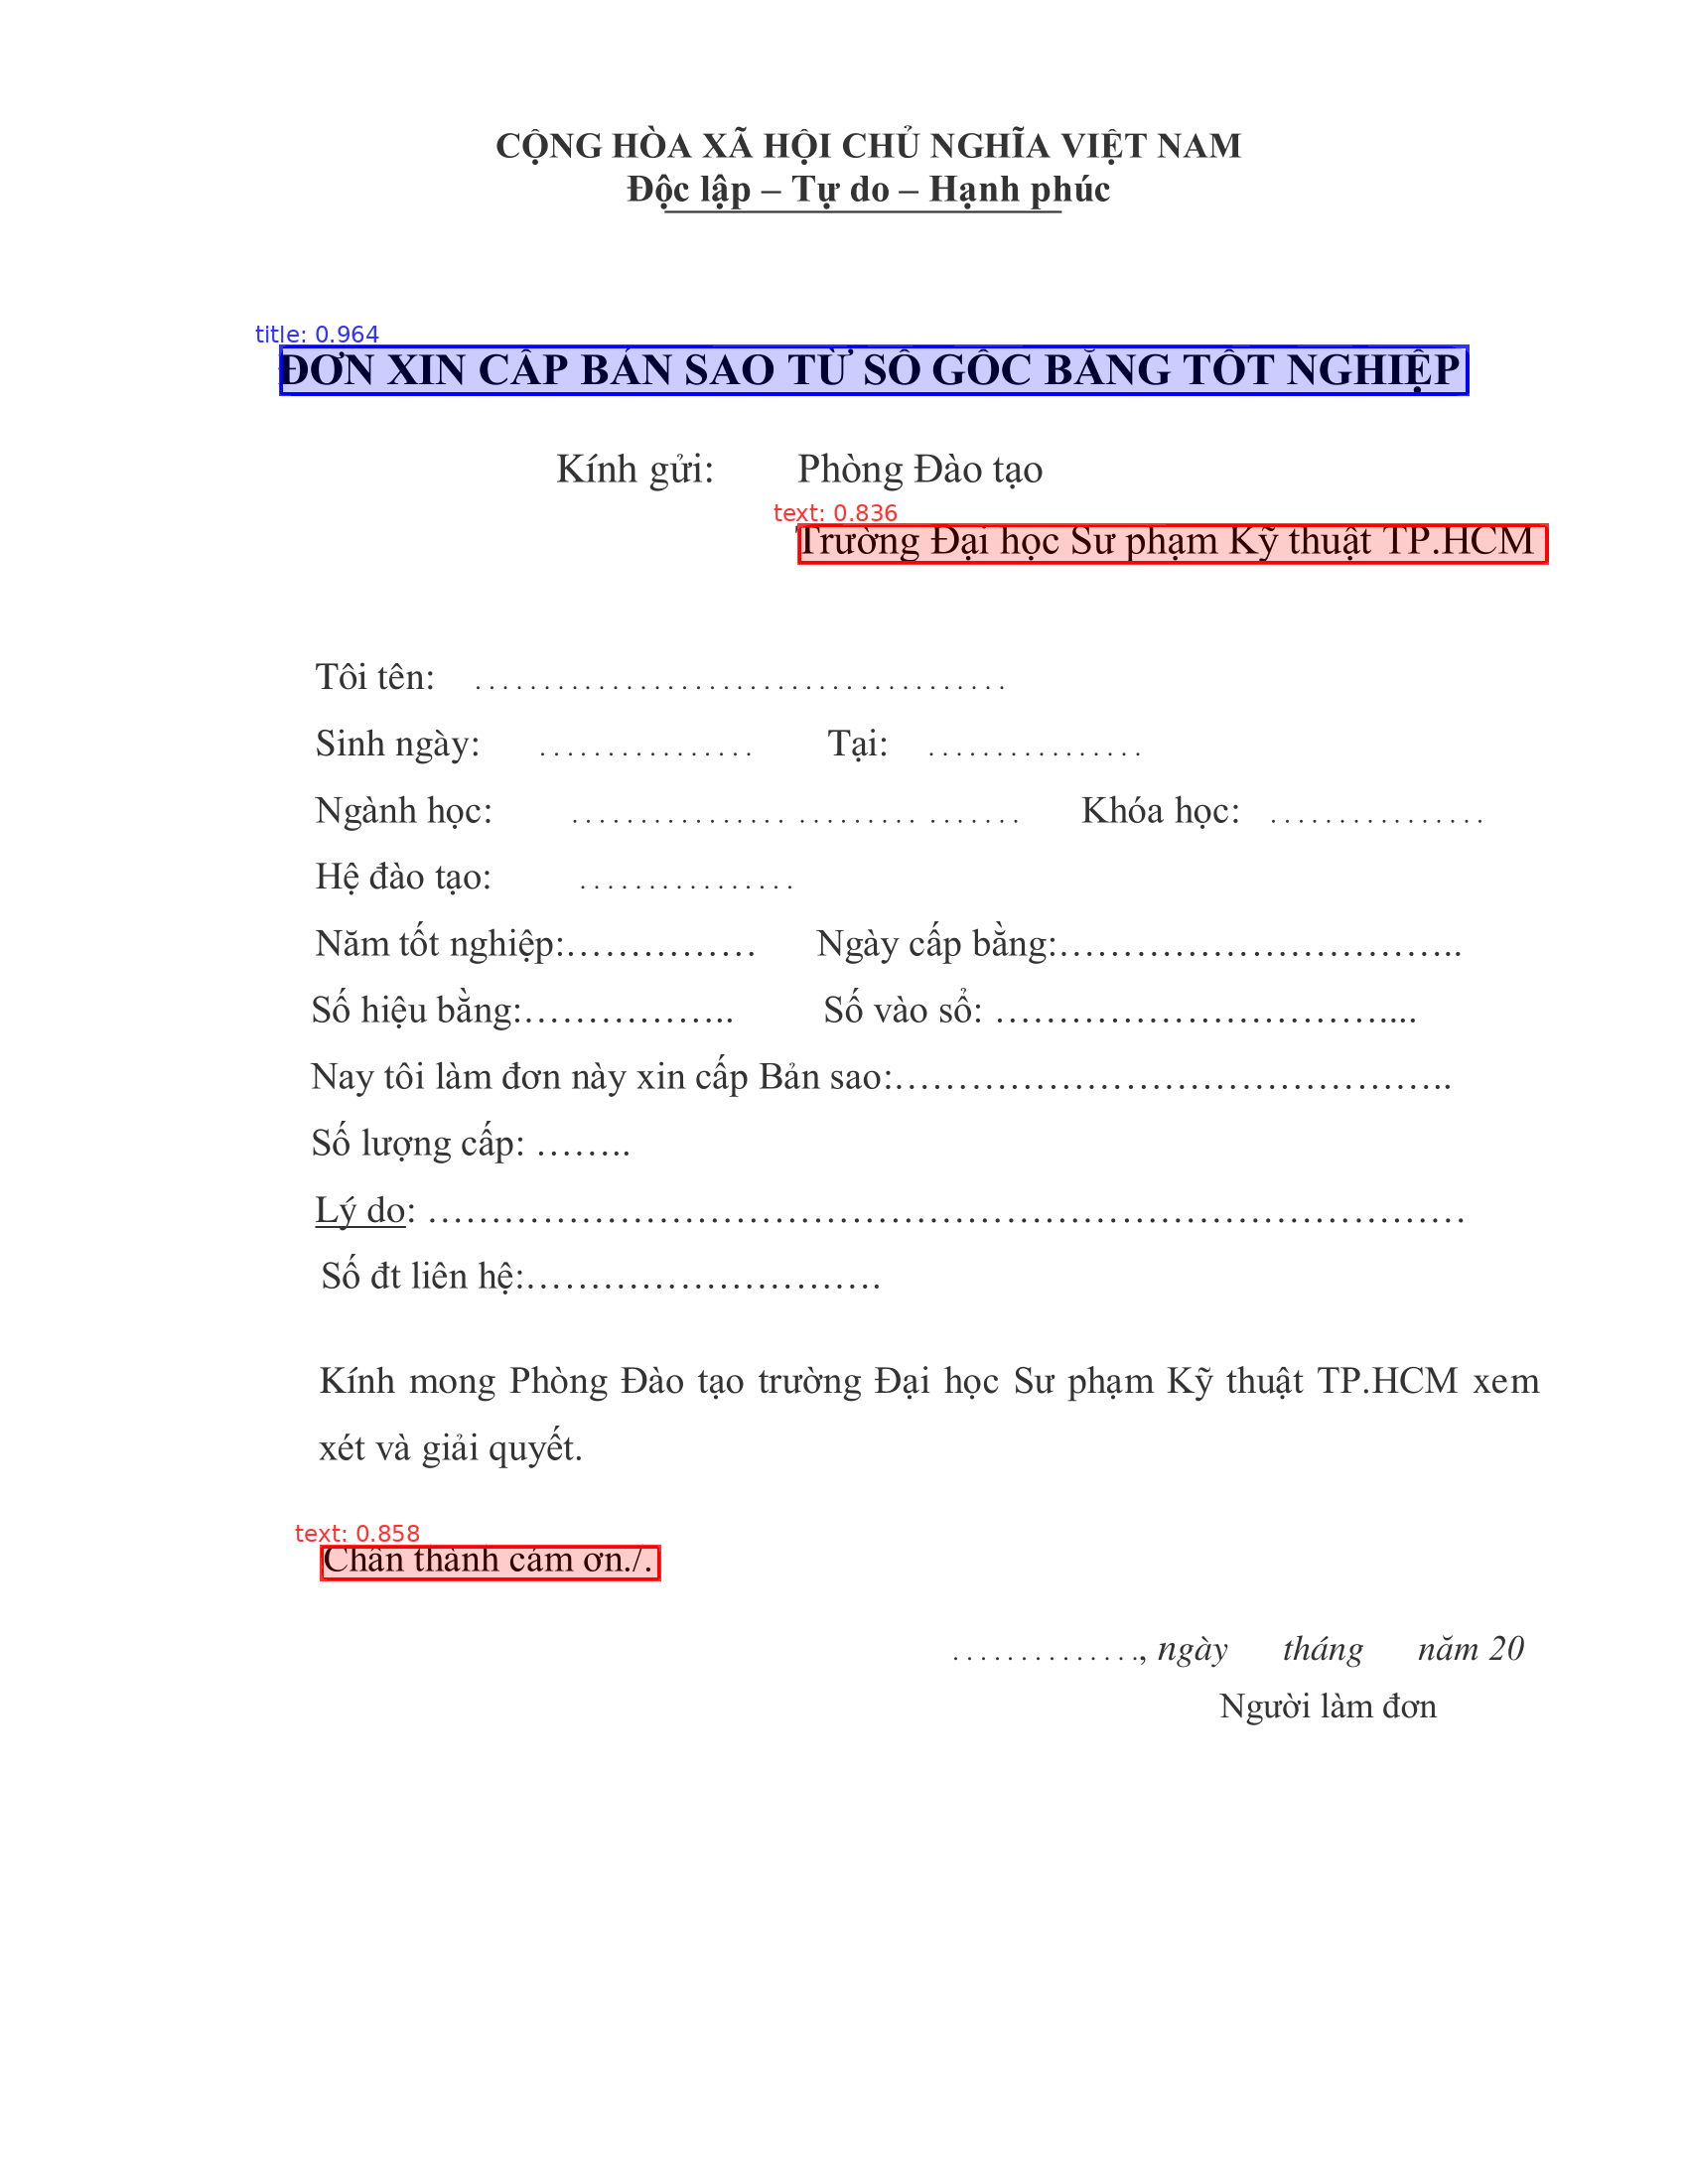 CỘNG HÒA XÃ HỘI CHỦ NGHĨA VIỆT NAM
Độc lập – Tự do – Hạnh phúc
title: 0.964
ĐƠN XIN CẤP BẢN SAO TỪ SỔ GỐC BẰNG TỐT NGHIỆP
Kính gửi: Phòng Đào tạo
text: 0.836
Trường Đại học Sư phạm Kỹ thuật TP.HCM
Tôi tên: . . . . . . . . . . . . . . . . . . . . . . . . . . . . . . . . . . . . . . .
Sinh ngày: . . . . . . . . . . . . . . . . Tại: . . . . . . . . . . . . . . . .
Ngành học: . . . . . . . . . . . . . . . . . . . . . . . . . . . . . . . . Khóa học: . . . . . . . . . . . . . . . .
Hệ đào tạo: . . . . . . . . . . . . . . . .
Năm tốt nghiệp:…………… Ngày cấp bằng:…………………………..
Số hiệu bằng:…………….. Số vào sổ: …………………………....
Nay tôi làm đơn này xin cấp Bản sao:……………………………………..
Số lượng cấp: ……..
Lý do: ………………………………………………………………………
Số đt liên hệ:……………………….
Kính mong Phòng Đào tạo trường Đại học Sư phạm Kỹ thuật TP.HCM xem
xét và giải quyết.
text: 0.858
Chân thành cảm ơn./.
. . . . . . . . . . . . . ., ngày tháng năm 20
Người làm đơn